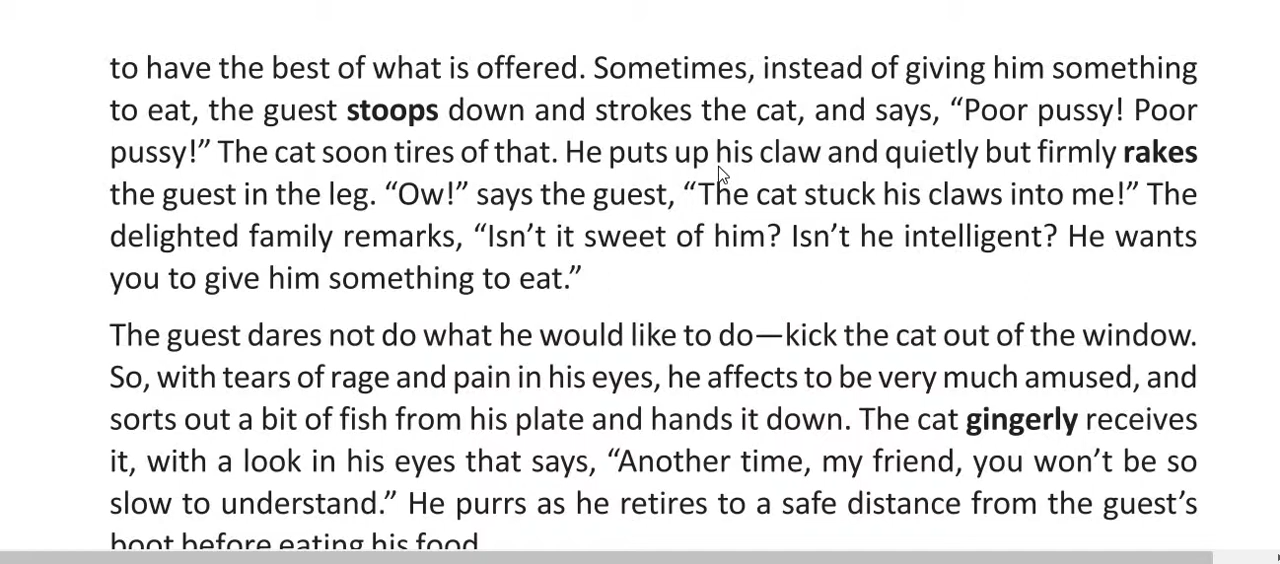 to have the best of what is offered. Sometimes, instead of giving him something
to eat, the guest stoops down and strokes the cat, and says, “Poor pussy! Poor
pussy!” The cat soon tires of that. He puts up his claw and quietly but firmly rakes
the guest in the leg. “Ow!” says the guest, “The cat stuck his claws into me!” The
delighted family remarks, “Isn’t it sweet of him? Isn’t he intelligent? He wants
you to give him something to eat.”
The guest dares not do what he would like to do—kick the cat out of the window.
So, with tears of rage and pain in his eyes, he affects to be very much amused, and
sorts out a bit of fish from his plate and hands it down. The cat gingerly receives
it, with a look in his eyes that says, “Another time, my friend, you won’t be so
slow to understand.” He purrs as he retires to a safe distance from the guest’s
boot before eating his food